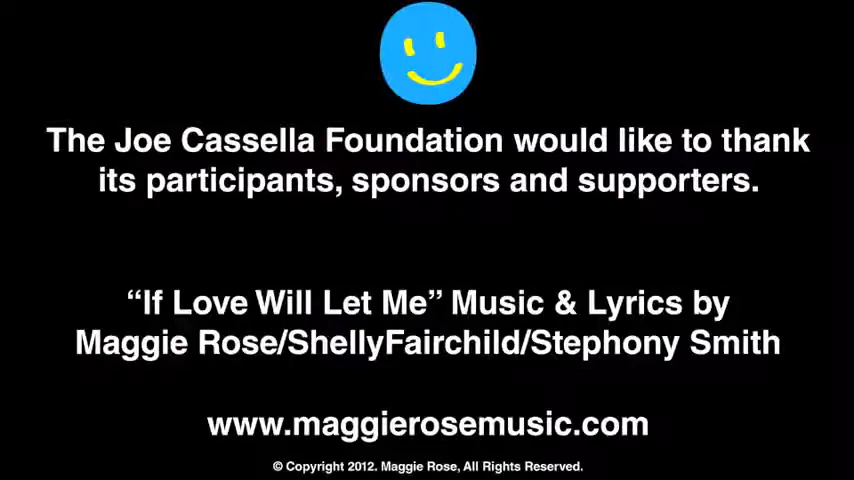 The Joe Cassella Foundation would like to thank
its participants, sponsors and supporters.
“If Love Will Let Me” Music & Lyrics by
Maggie Rose/ShellyFairchild/Stephony Smith
www.maggierosemusic.com
© Copyright 2012. Maggie Rose, All Rights Reserved.